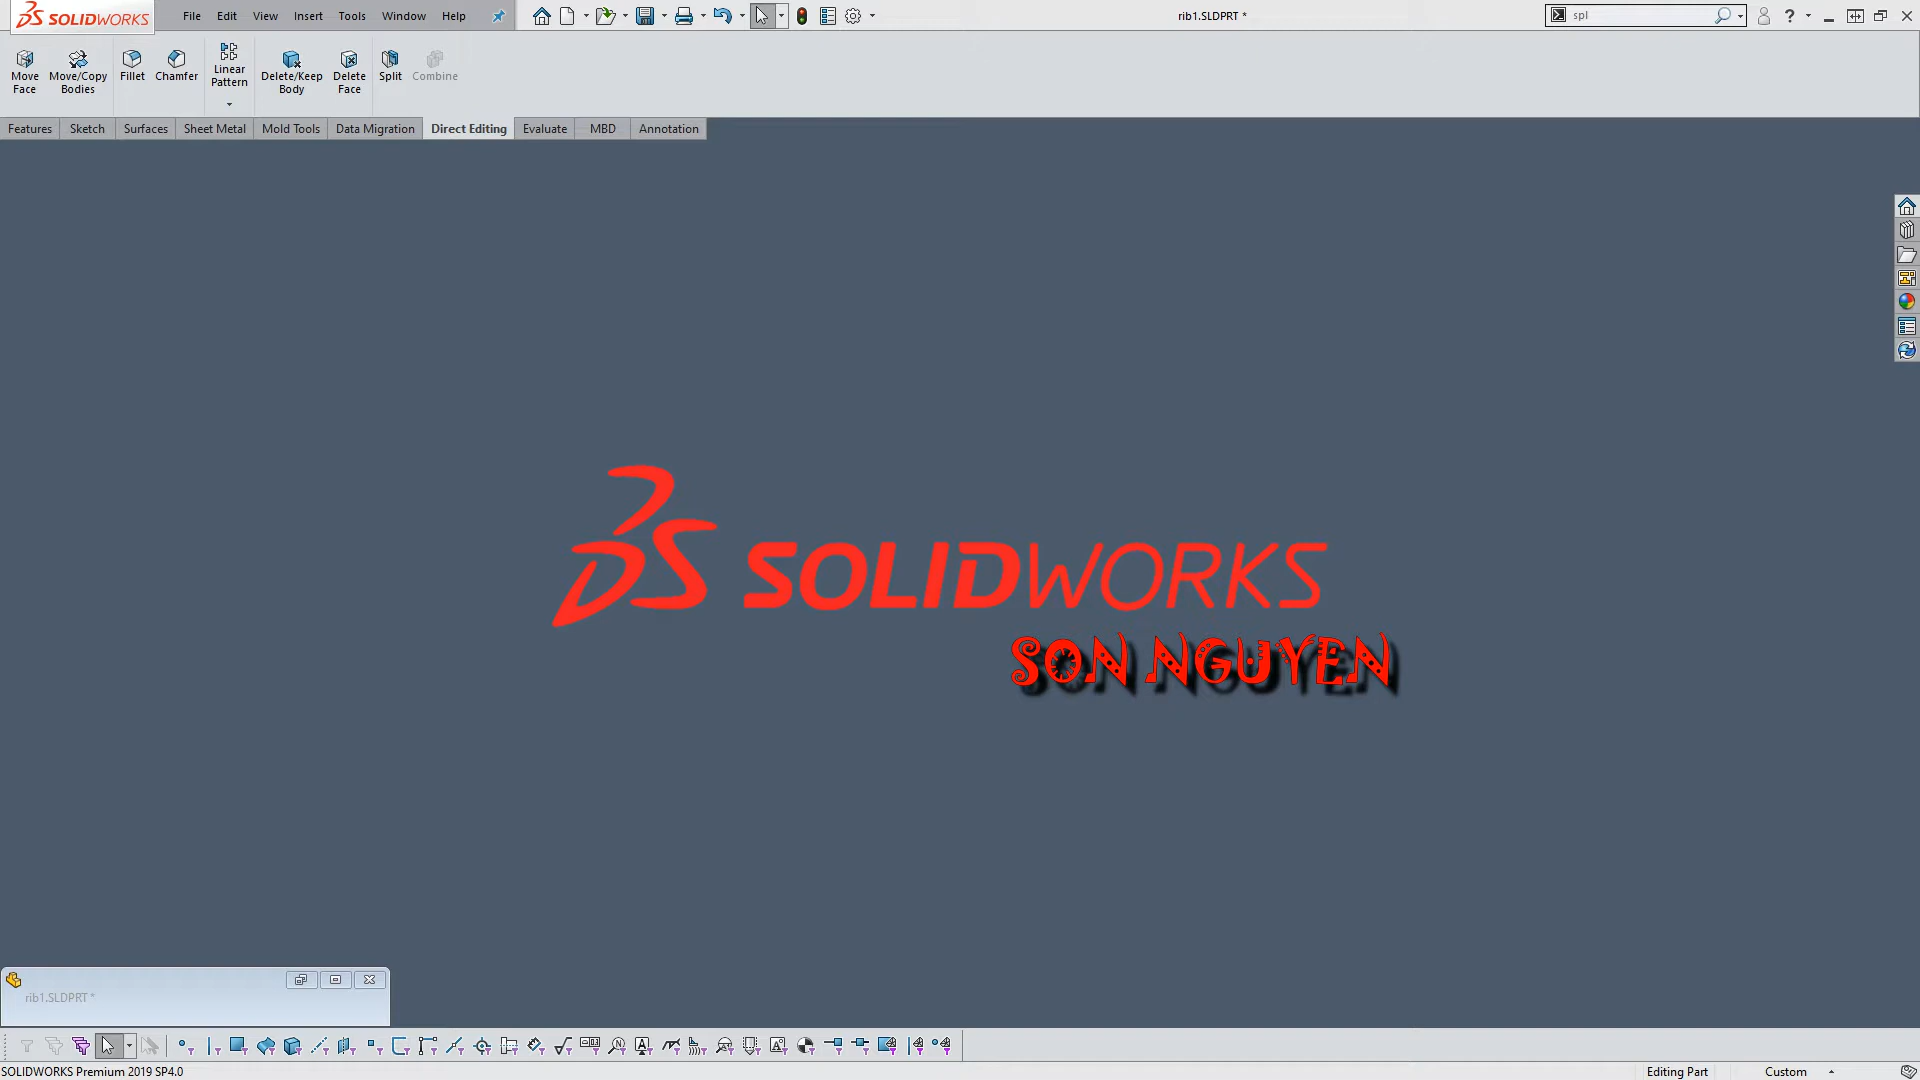 SOLIDWORKS File Edit View Insert Tools Window Help rib1.SLDPRT * spl ?
Move Face Move/Copy Bodies Fillet Chamfer Linear Pattern Delete/Keep Body Delete Face Split Combine
Features Sketch Surfaces Sheet Metal Mold Tools Data Migration Direct Editing Evaluate MBD Annotation
SOLIDWORKS
SON NGUYEN
rib1.SLDPRT *
SOLIDWORKS Premium 2019 SP4.0 Editing Part Custom